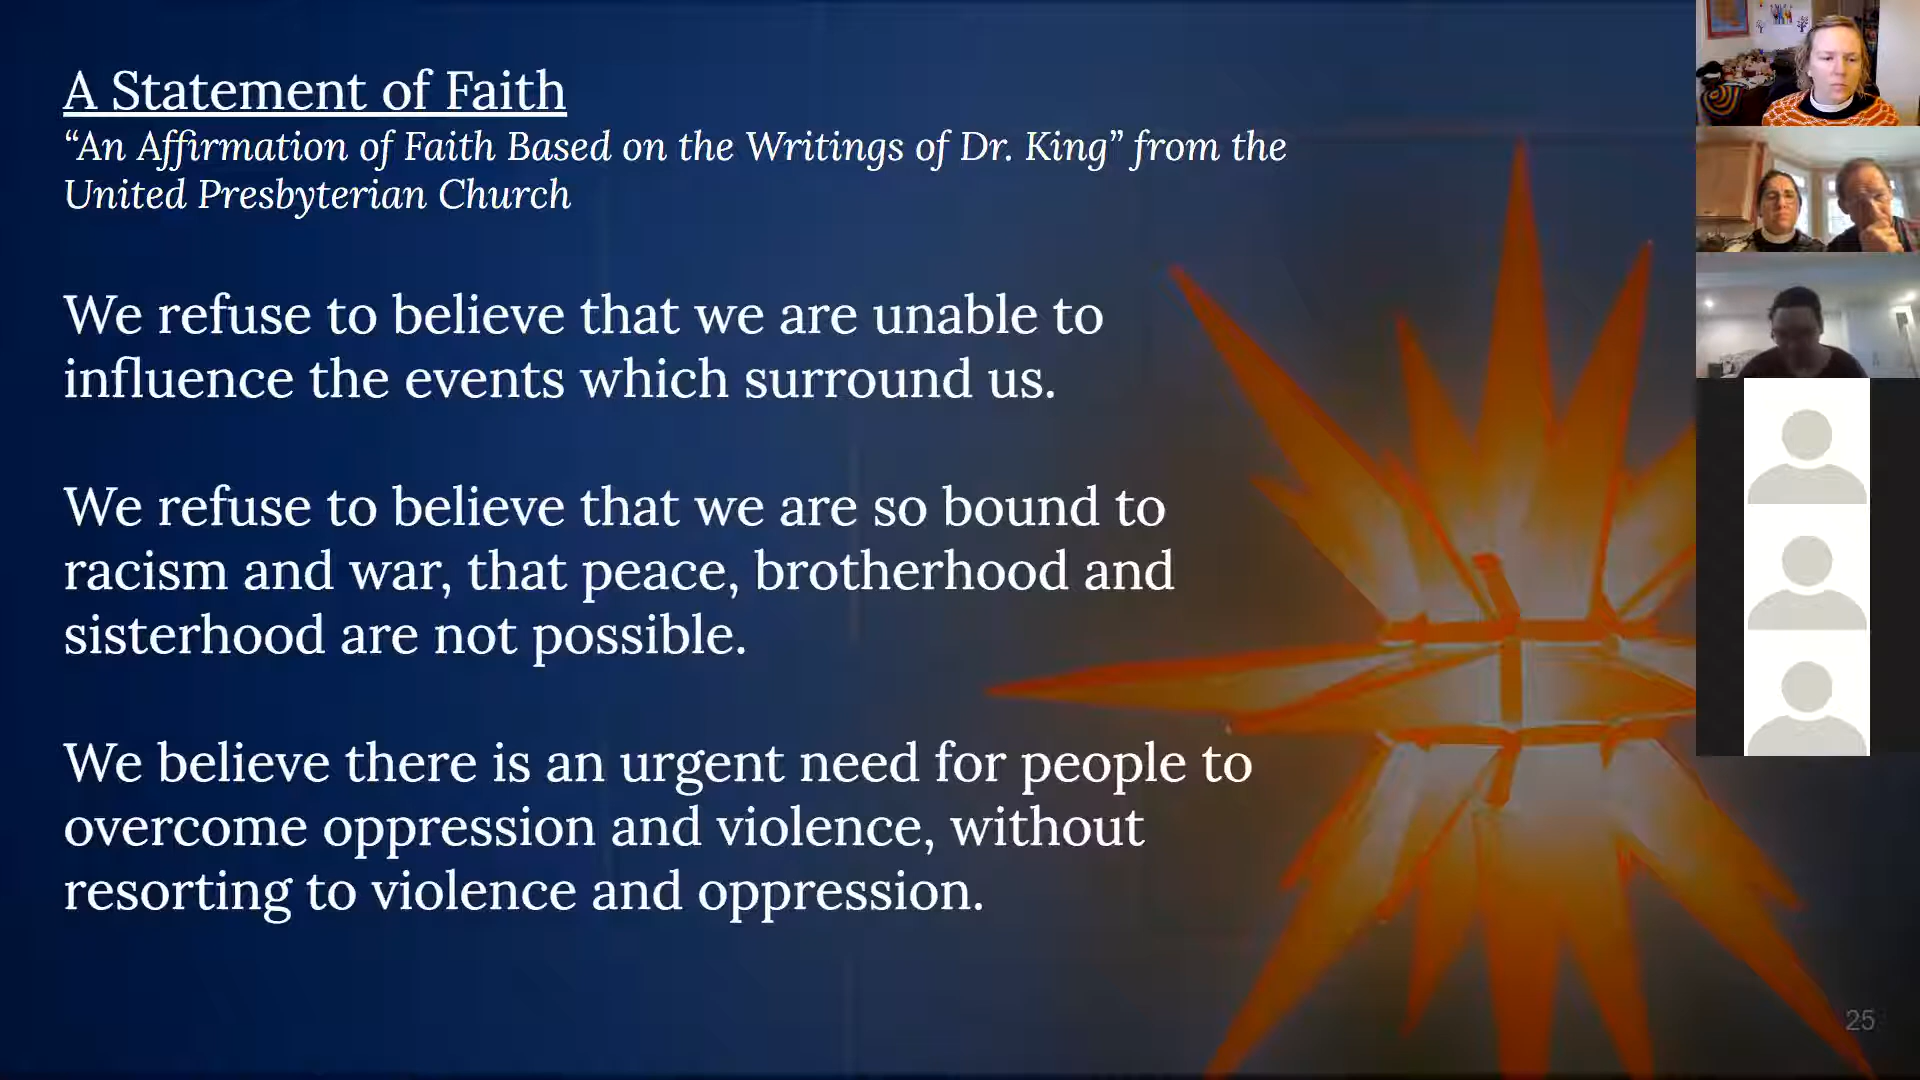 A Statement of Faith
“An Affirmation of Faith Based on the Writings of Dr. King” from the
United Presbyterian Church
We refuse to believe that we are unable to
influence the events which surround us.
We refuse to believe that we are so bound to
racism and war, that peace, brotherhood and
sisterhood are not possible.
We believe there is an urgent need for people to
overcome oppression and violence, without
resorting to violence and oppression.
25